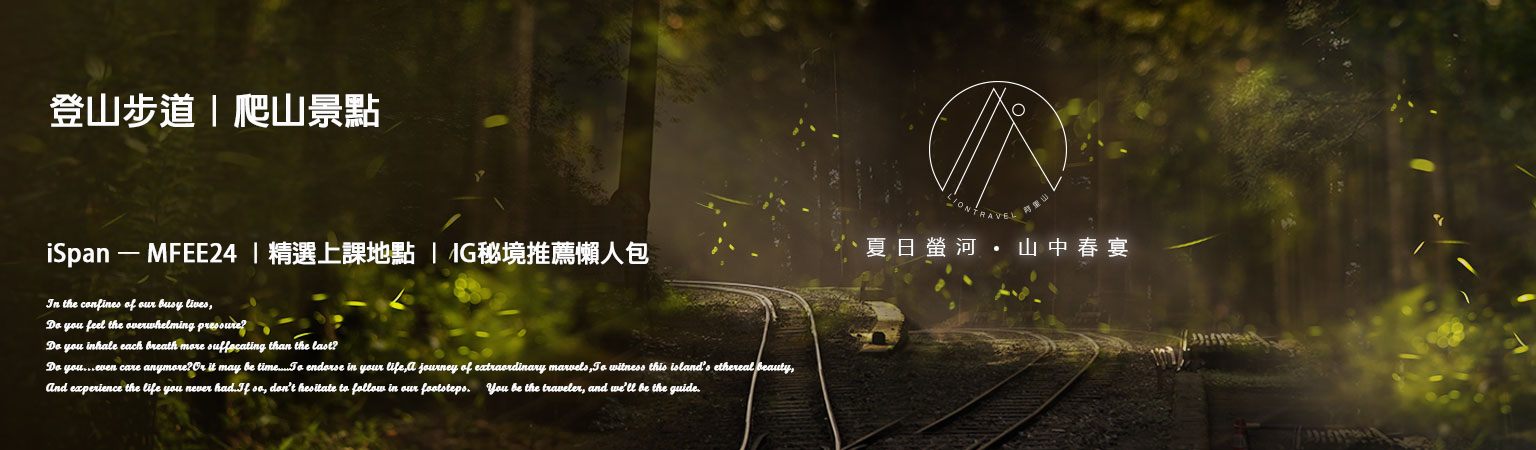 登山步道｜爬山景點
iSpan — MFEE24 ｜精選上課地點 ｜ IG秘境推薦懶人包
In the confines of our busy lives,
Do you feel the overwhelming pressure?
Do you inhale each breath more suffocating than the last?
Do you...even care anymore?Or it may be time....To endorse in your life,A journey of extraordinary marvels,To witness this island's ethereal beauty,
And experience the life you never had.If so, don't hesitate to follow in our footsteps. You be the traveler, and we'll be the guide.
LIONTRAVEL 阿里山
夏日螢河・山中春宴